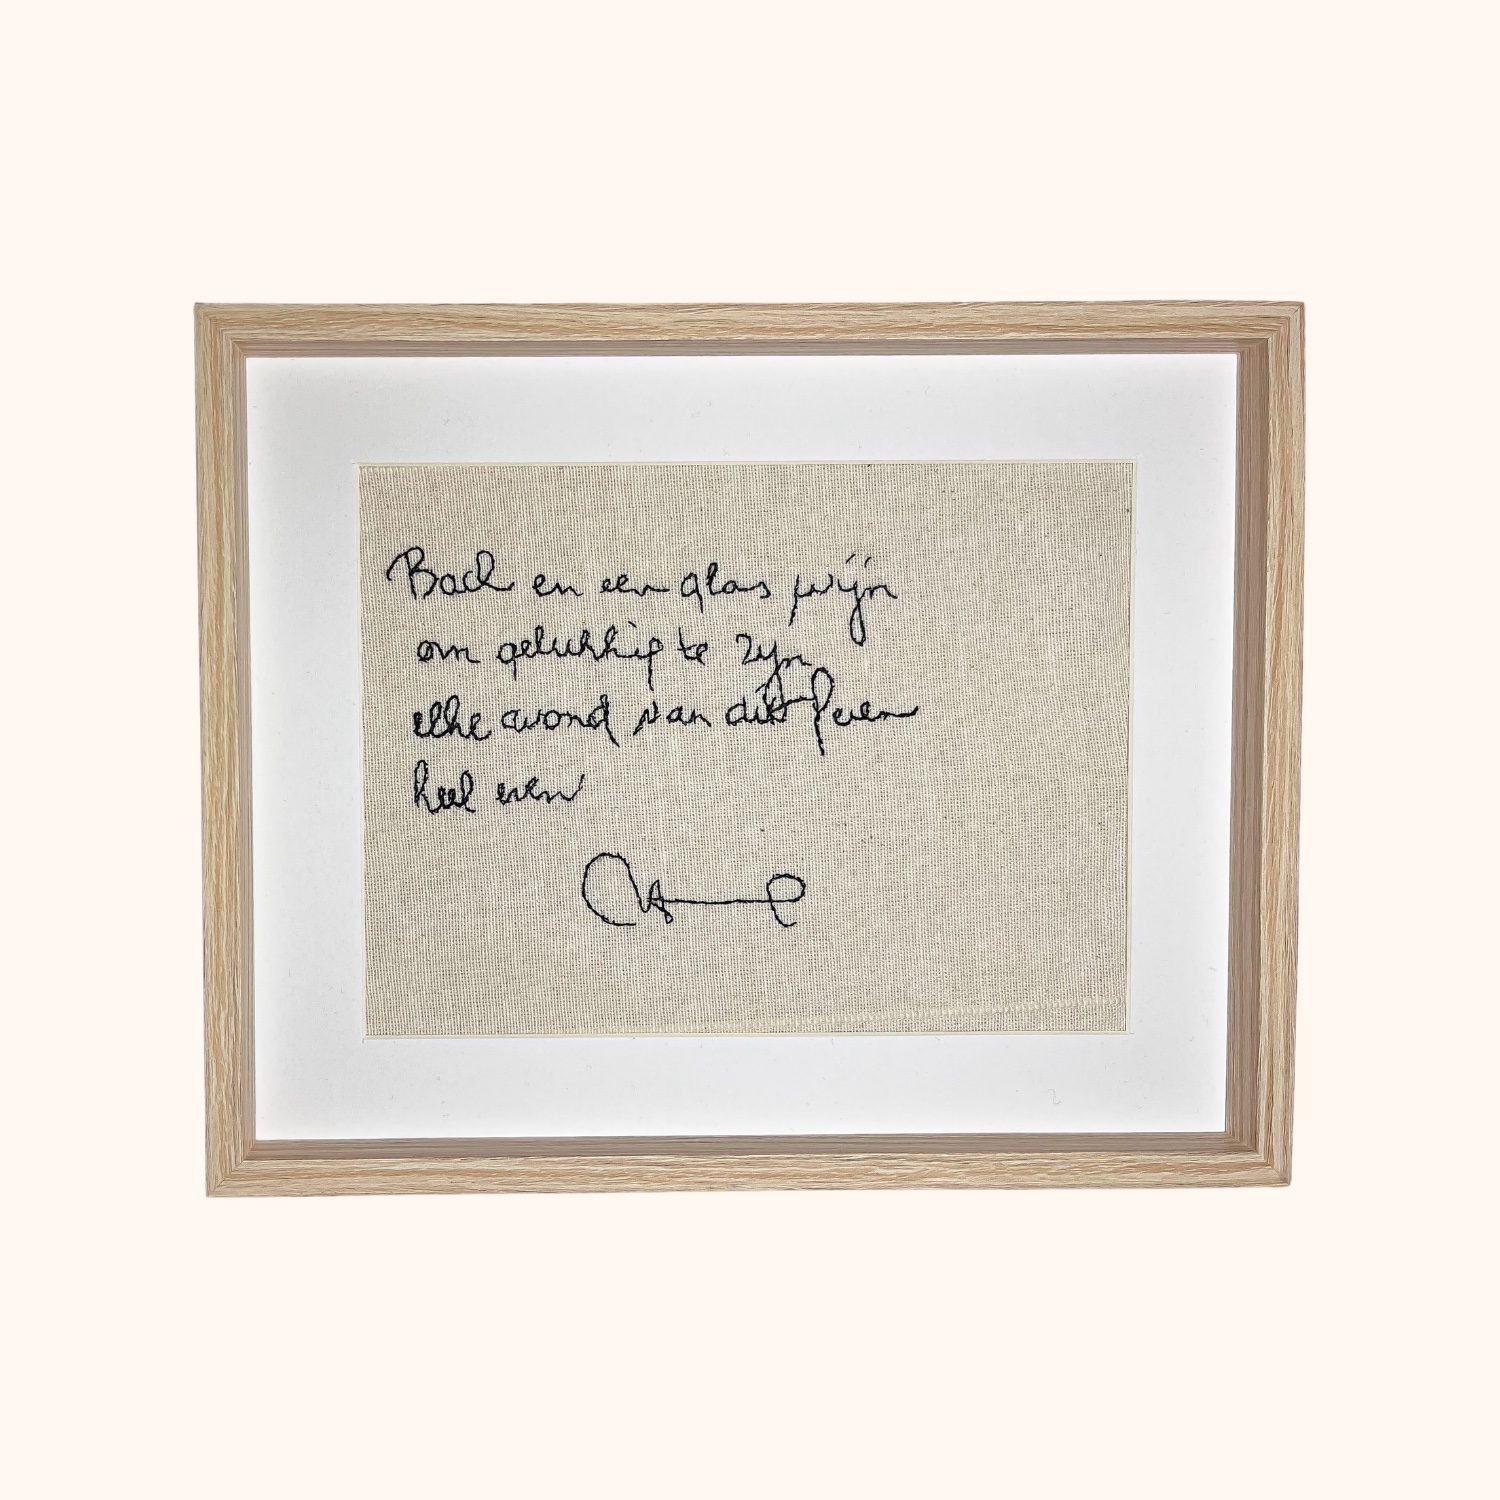 Bach en een glas wijn
om gelukkig te zijn
elke avond van dit leven
heel even